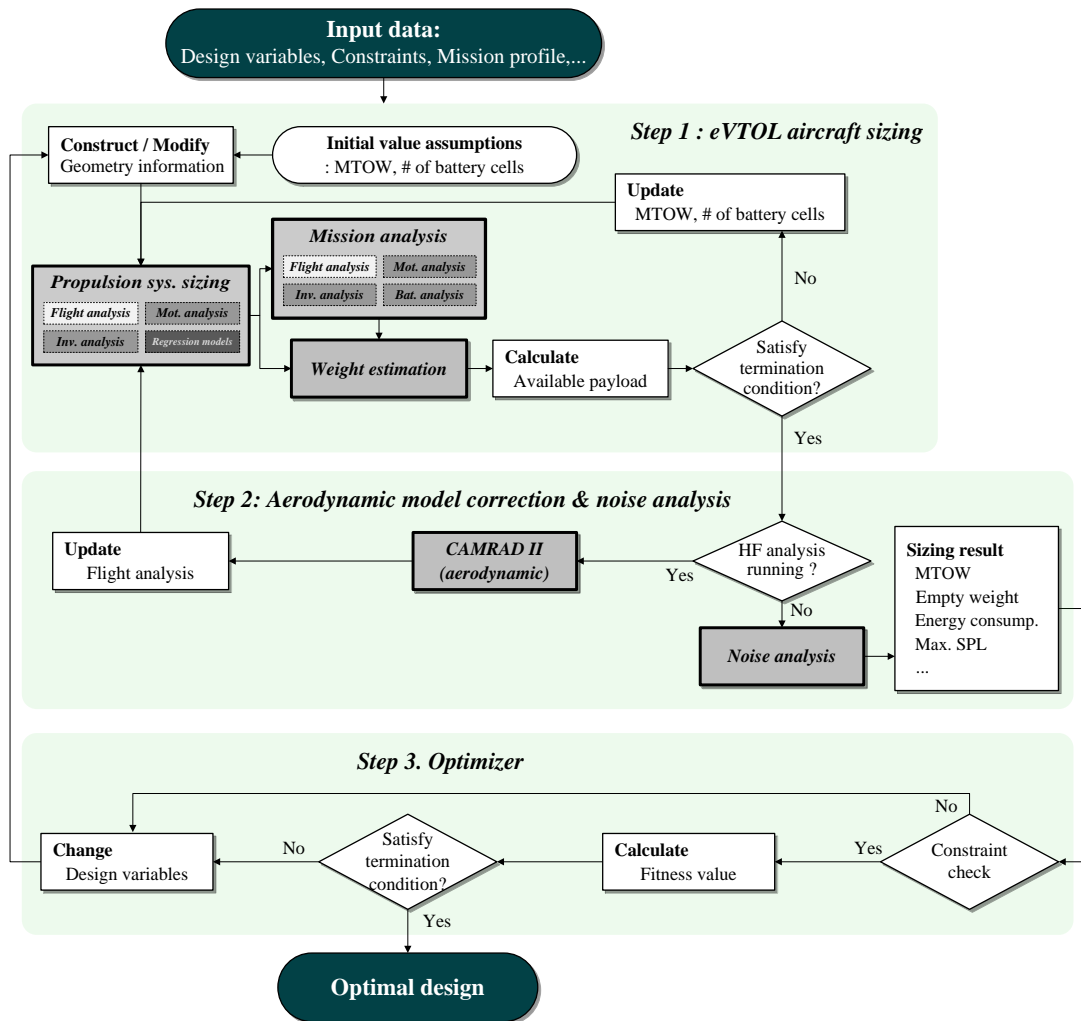 Input data:
Design variables, Constraints, Mission profile,...
Step 1 : eVTOL aircraft sizing
Construct / Modify
Geometry information
Initial value assumptions
: MTOW, # of battery cells
Update
MTOW, # of battery cells
Mission analysis
Flight analysis
Mot. analysis
Inv. analysis
Bat. analysis
Propulsion sys. sizing
Flight analysis
Mot. analysis
Inv. analysis
Regression models
No
Weight estimation
Calculate
Available payload
Satisfy
termination
condition?
Yes
Step 2: Aerodynamic model correction & noise analysis
Update
Flight analysis
CAMRAD II
(aerodynamic)
Yes
HF analysis
running ?
No
Noise analysis
Sizing result
MTOW
Empty weight
Energy consump.
Max. SPL
...
Step 3. Optimizer
No
Change
Design variables
No
Satisfy
termination
condition?
Yes
Calculate
Fitness value
Yes
Constraint
check
Optimal design